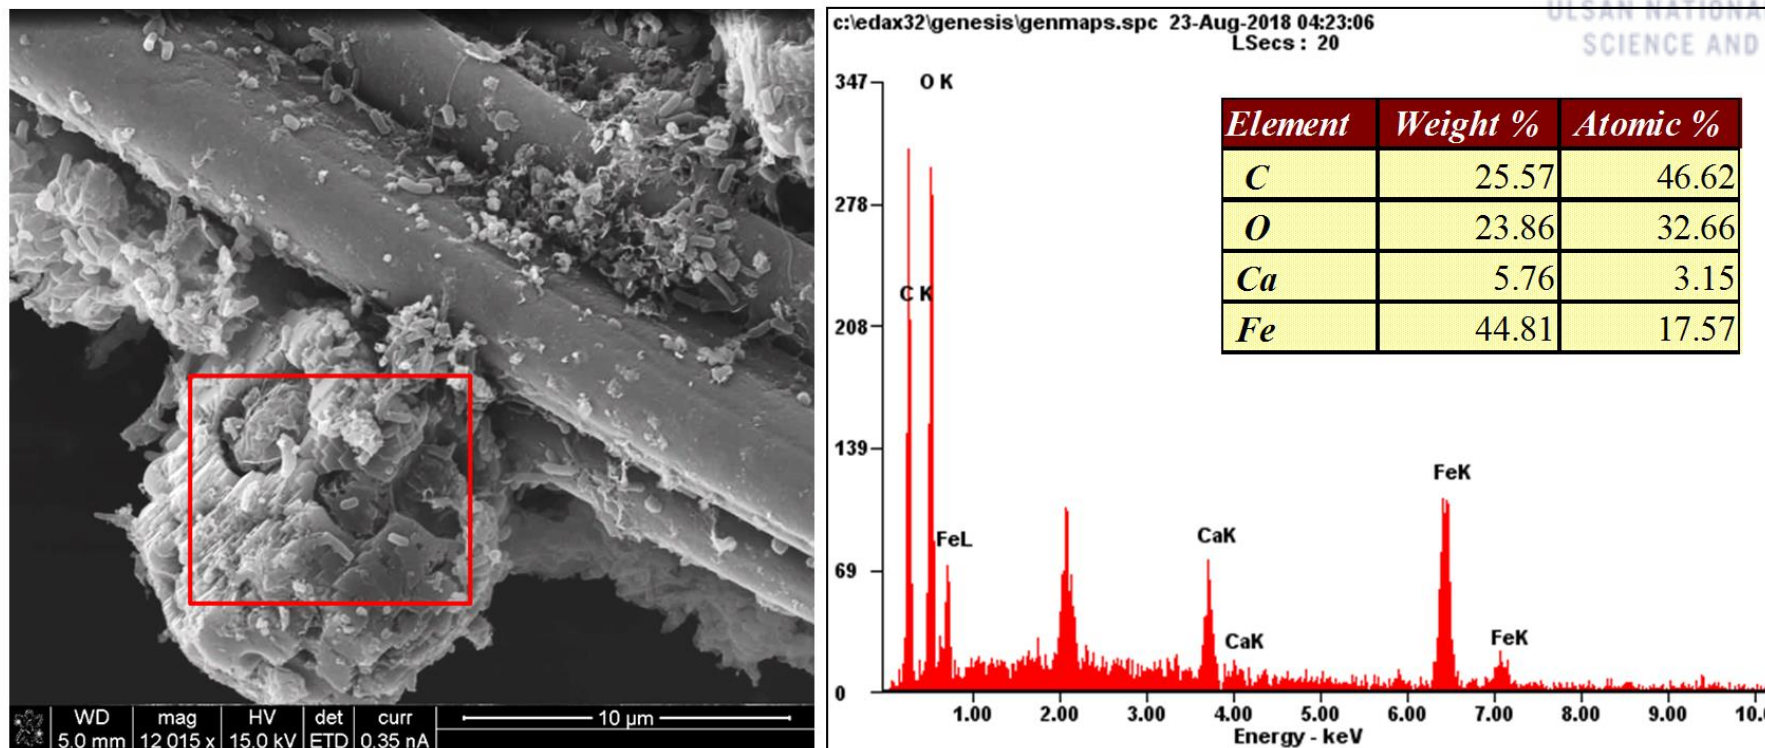 ULSAN NATIONA
SCIENCE AND
c:\edax32\genesis\genmaps.spc 23-Aug-2018 04:23:06
LSecs : 20
347
O K
278
C K
208
139
FeK
CaK
FeL
69
CaK
FeK
0
1.00 2.00 3.00 4.00 5.00 6.00 7.00 8.00 9.00 10.0
Energy - keV
Element Weight % Atomic %
C 25.57 46.62
O 23.86 32.66
Ca 5.76 3.15
Fe 44.81 17.57
WD mag HV det curr
5.0 mm 12 015 x 15.0 kV ETD 0.35 nA
10 µm